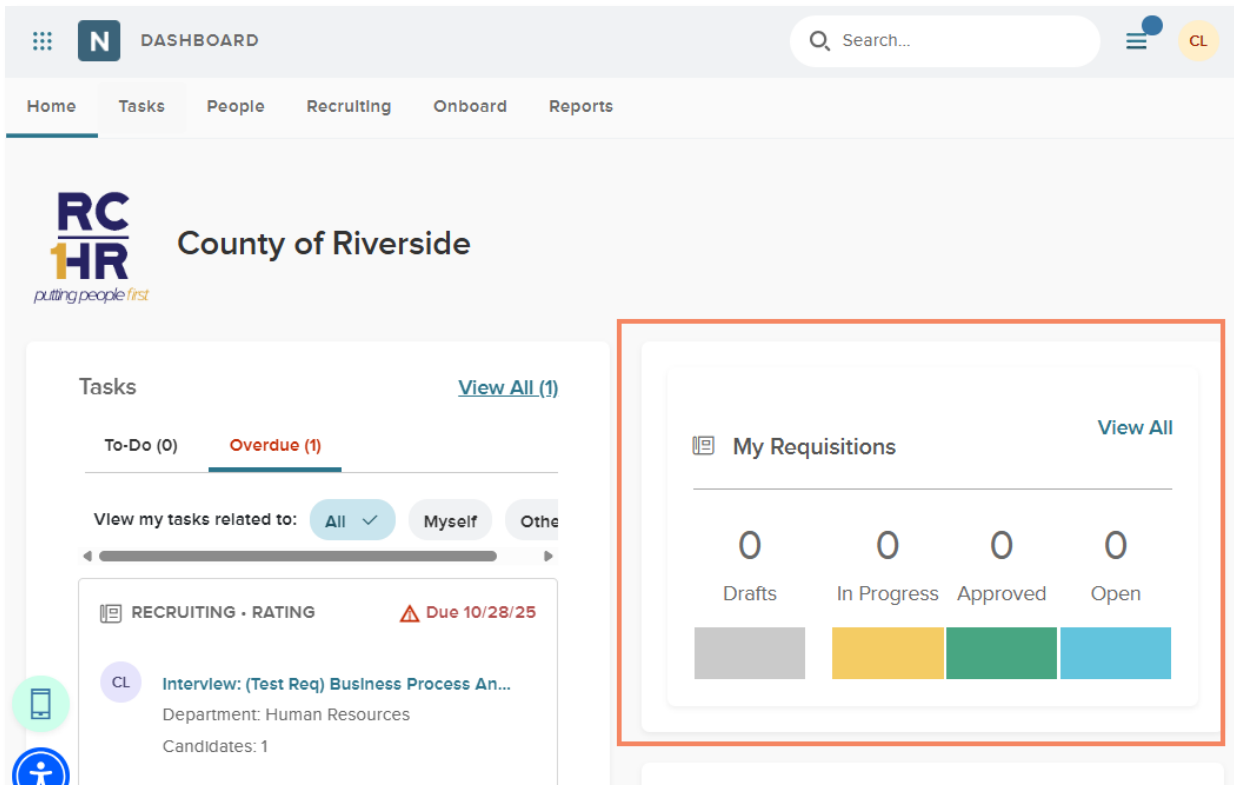 N DASHBOARD Search... CL
Home Tasks People Recruiting Onboard Reports
RC
1HR
putting people first
County of Riverside
Tasks View All (1)
To-Do (0) Overdue (1)
View my tasks related to: All Myself Othe
RECRUITING · RATING Due 10/28/25
CL Interview: (Test Req) Business Process An...
Department: Human Resources
Candidates: 1
My Requisitions View All
0 0 0 0
Drafts In Progress Approved Open